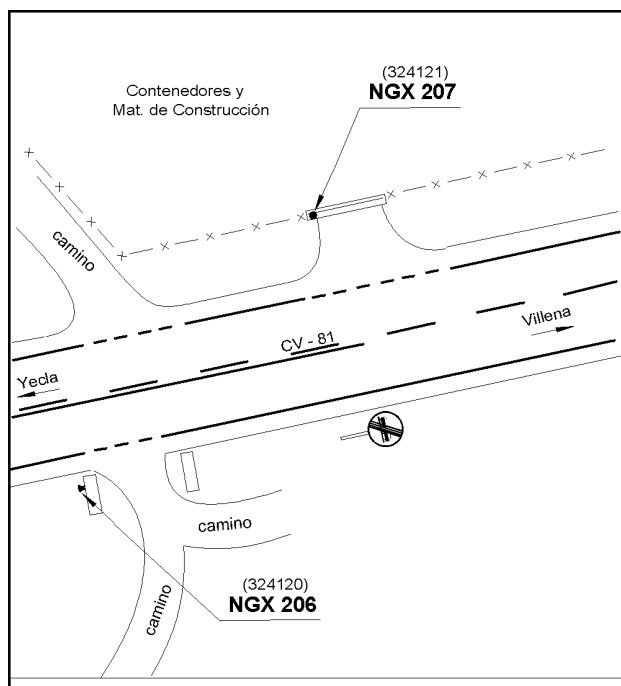 (324121)
NGX 207
Contenedores y
Mat. de Construcción
camino
Villena
CV - 81
Yecla
camino
(324120)
NGX 206
camino